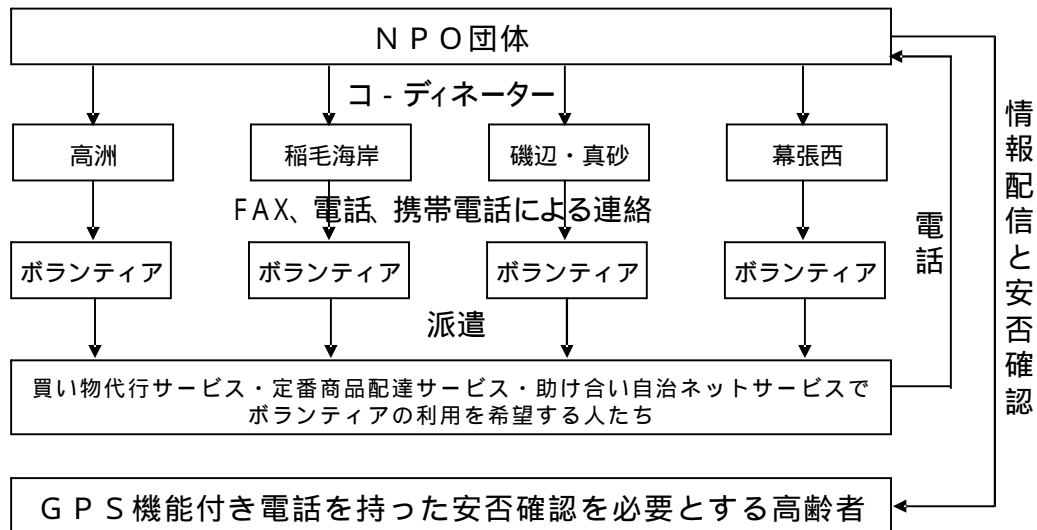 ＮＰＯ団体
コ - ディネーター
高洲
稲毛海岸
磯辺・真砂
幕張西
FAX、電話、携帯電話による連絡
ボランティア
ボランティア
ボランティア
ボランティア
派遣
買い物代行サービス・定番商品配達サービス・助け合い自治ネットサービスで
ボランティアの利用を希望する人たち
電話
情報配信と安否確認
ＧＰＳ機能付き電話を持った安否確認を必要とする高齢者